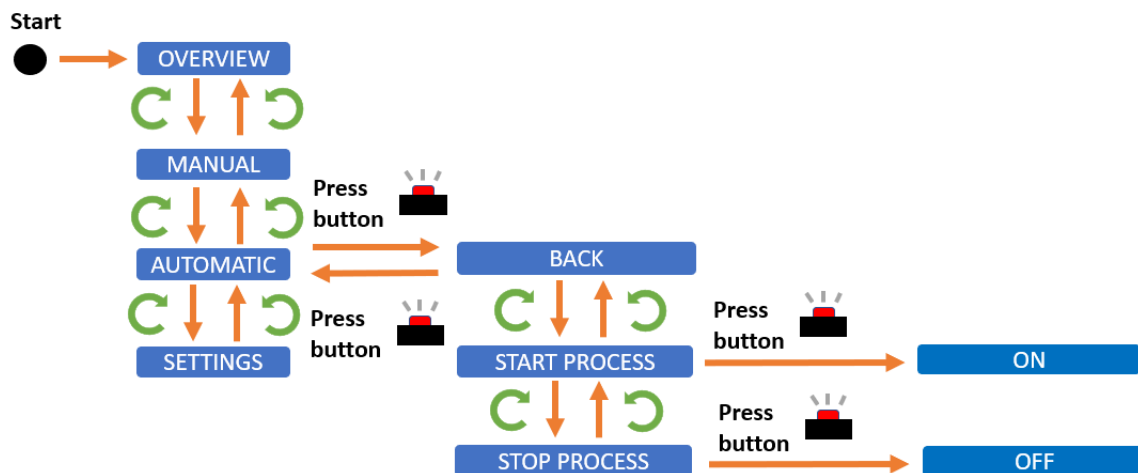 Start
OVERVIEW
MANUAL
Press
button
AUTOMATIC
BACK
Press
button
SETTINGS
START PROCESS
Press
button
ON
STOP PROCESS
Press
button
OFF